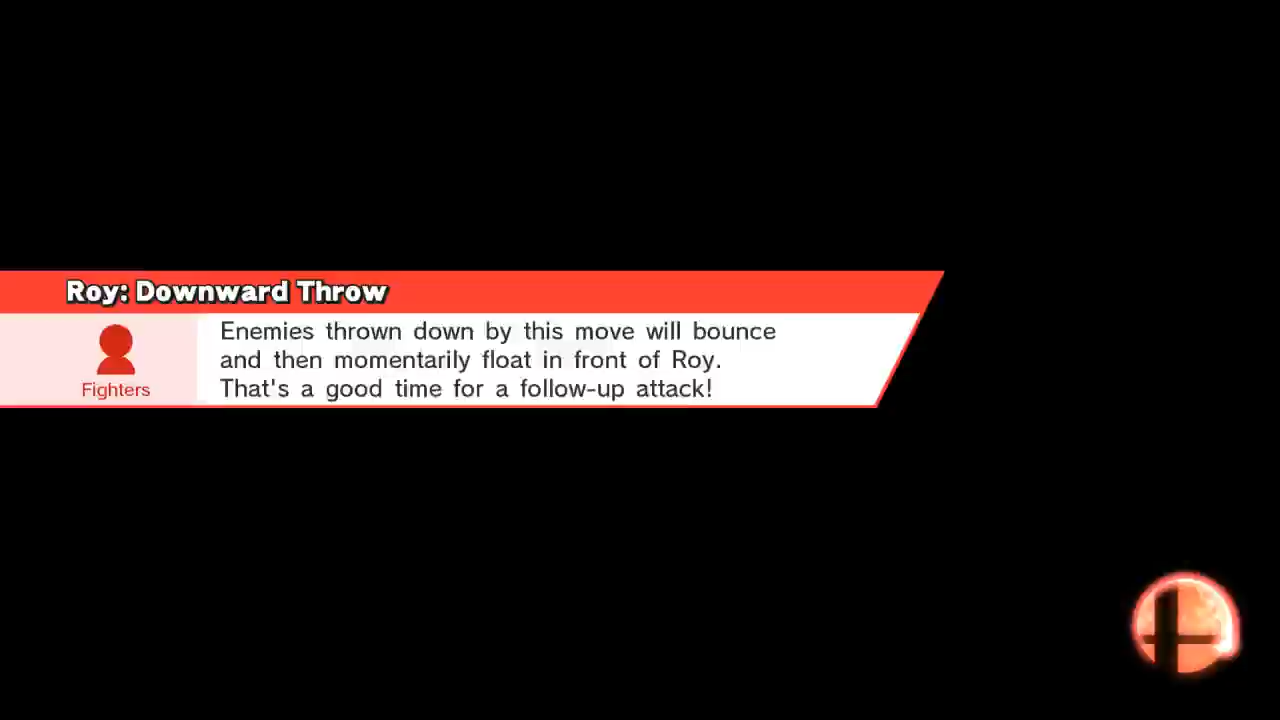 Roy: Downward Throw
Enemies thrown down by this move will bounce
and then momentarily float in front of Roy.
That's a good time for a follow-up attack!
Fighters